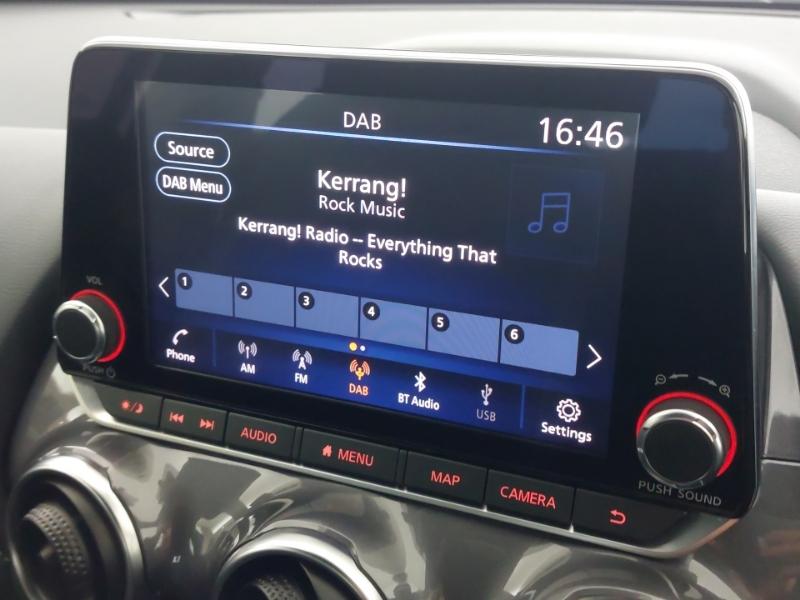 DAB
16:46
Source
DAB Menu
Kerrang!
Rock Music
Kerrang! Radio -- Everything That
Rocks
1 2 3 4 5 6
Phone
AM
FM
DAB
BT Audio
USB
Settings
VOL
PUSH
AUDIO
MENU
MAP
CAMERA
PUSH SOUND